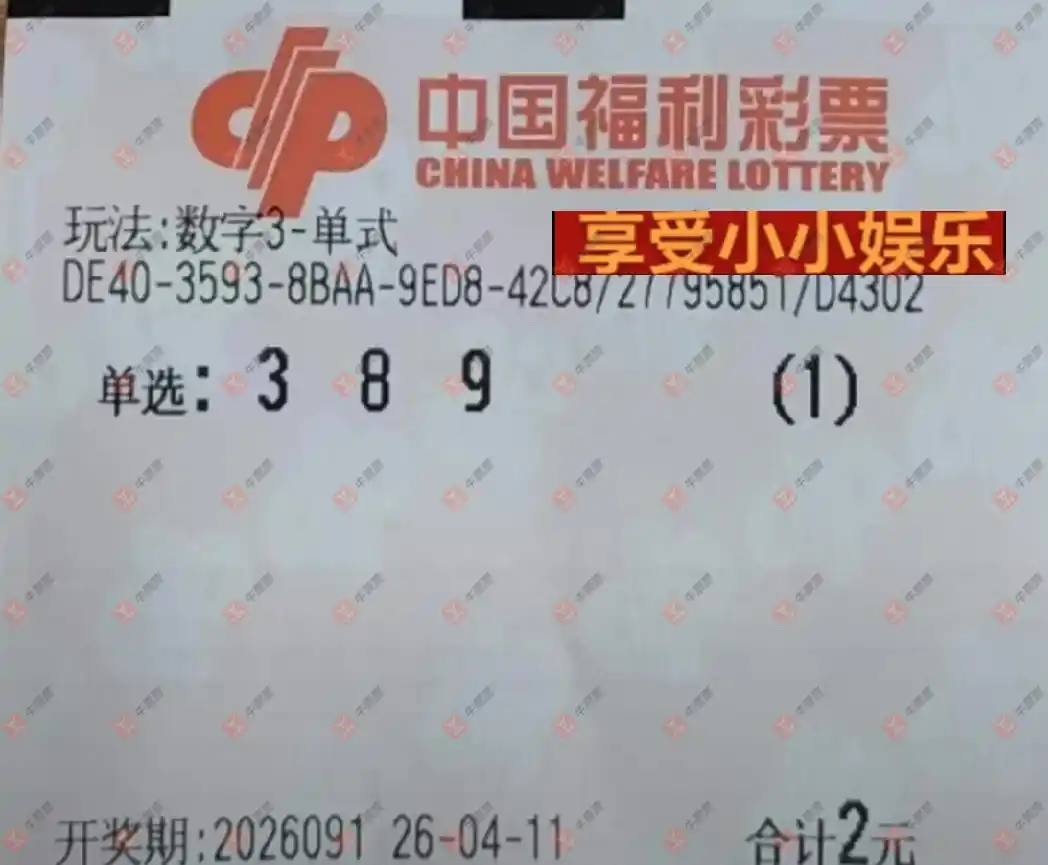 中国福利彩票
CHINA WELFARE LOTTERY
玩法:数字3-单式
享受小小娱乐
DE40-3593-8BAA-9ED8-42C8/27795851/D4302
单选: 3 8 9 (1)
开奖期:2026091 26-04-11 合计2元